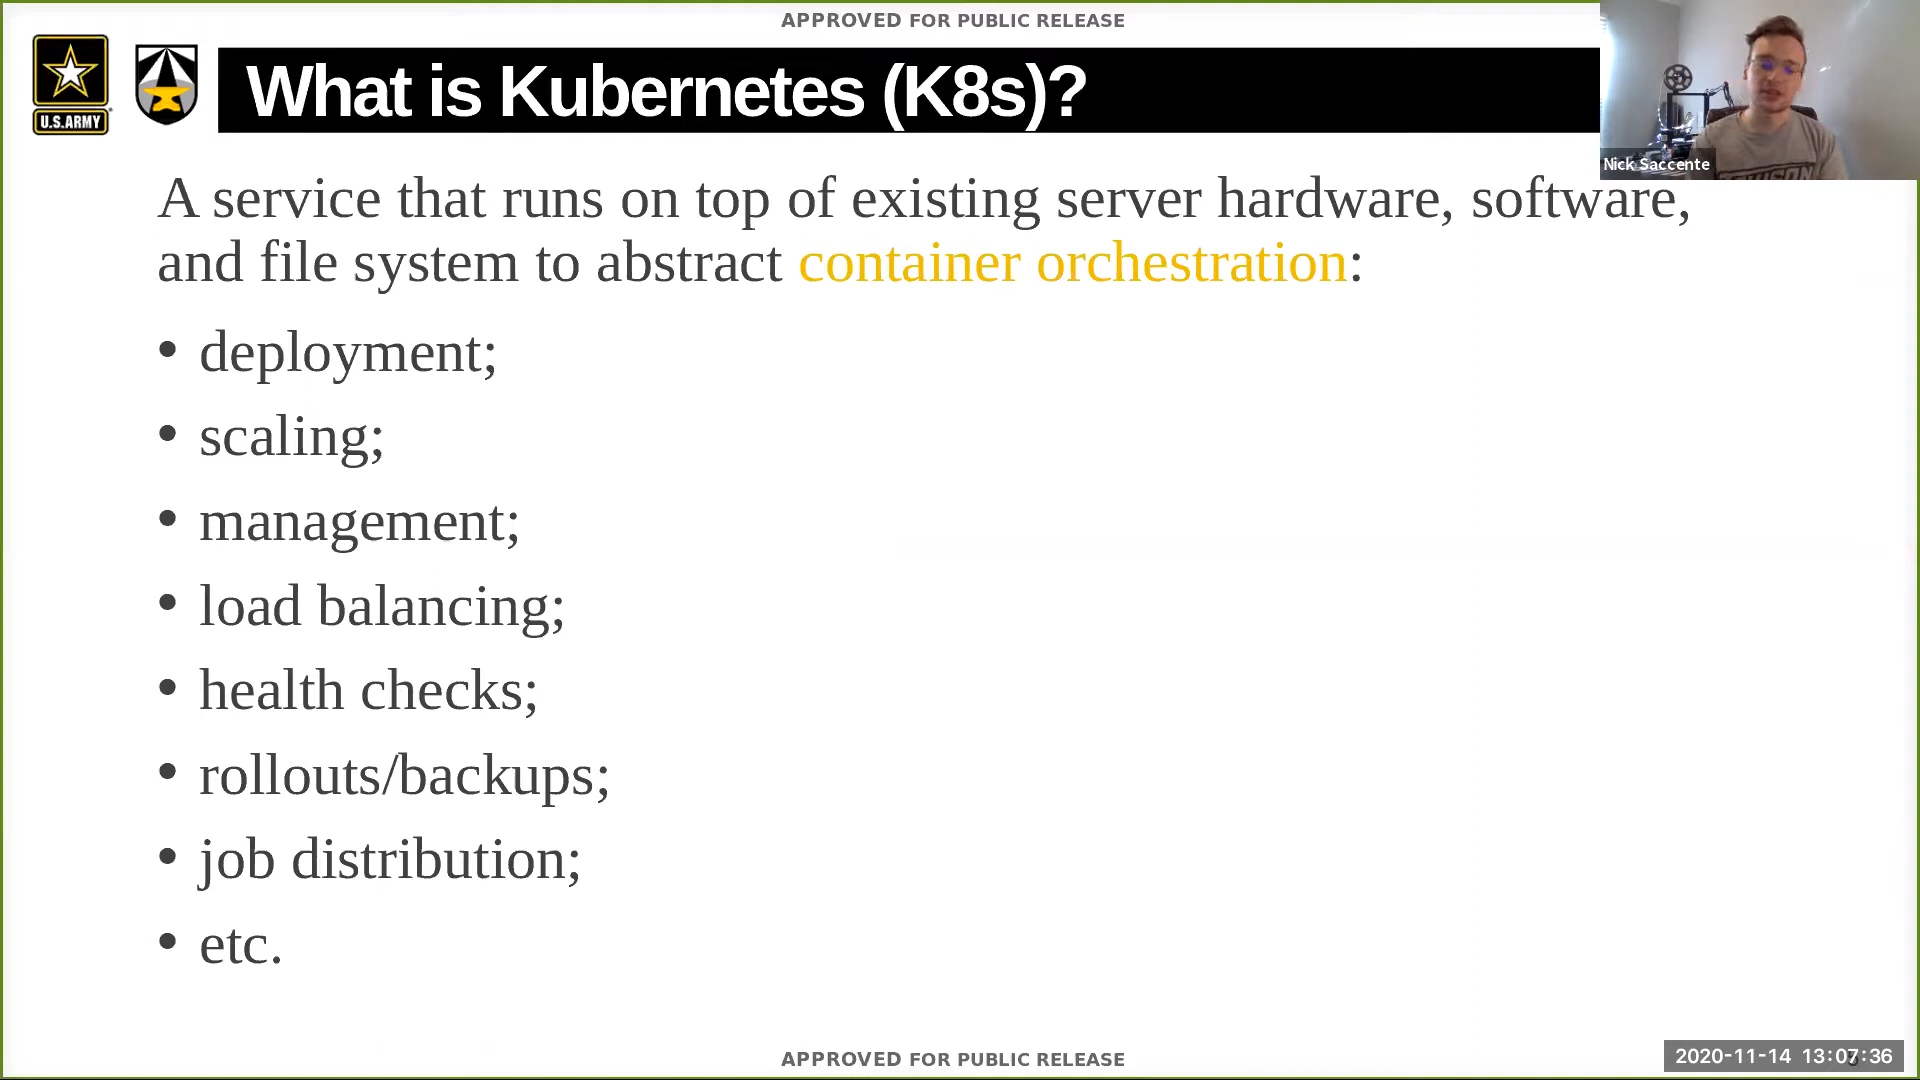 APPROVED FOR PUBLIC RELEASE
U.S.ARMY
What is Kubernetes (K8s)?
Nick Saccente
A service that runs on top of existing server hardware, software,
and file system to abstract container orchestration:
• deployment;
• scaling;
• management;
• load balancing;
• health checks;
• rollouts/backups;
• job distribution;
• etc.
APPROVED FOR PUBLIC RELEASE
2020-11-14 13:07:36